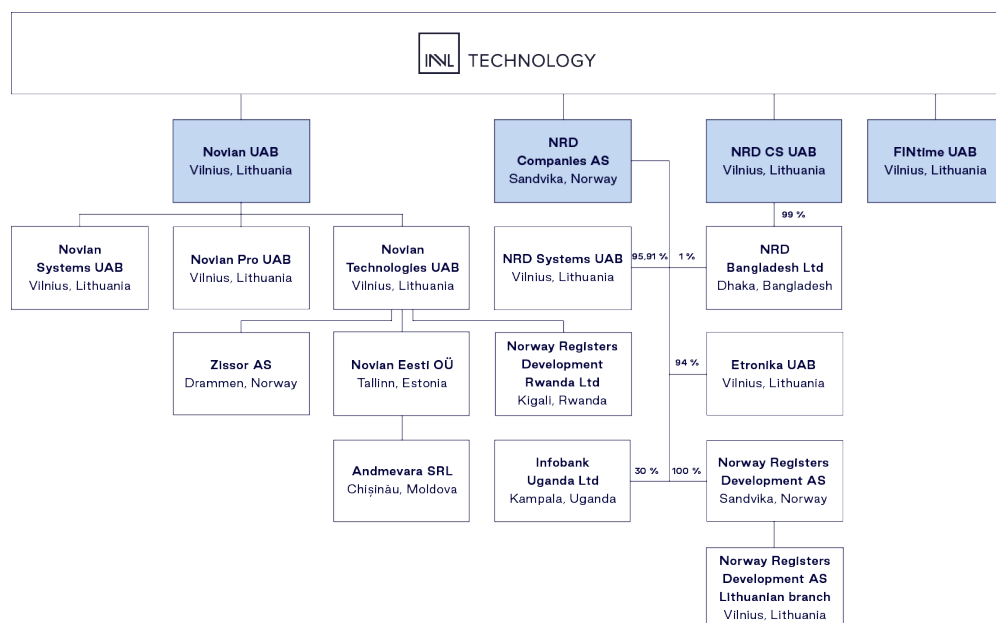 INVL TECHNOLOGY
Novian UAB
Vilnius, Lithuania
NRD
Companies AS
Sandvika, Norway
NRD CS UAB
Vilnius, Lithuania
FINtime UAB
Vilnius, Lithuania
99 %
Novian
Systems UAB
Vilnius, Lithuania
Novian Pro UAB
Vilnius, Lithuania
Novian
Technologies UAB
Vilnius, Lithuania
NRD Systems UAB
Vilnius, Lithuania
95,91 %
1 %
NRD
Bangladesh Ltd
Dhaka, Bangladesh
Zissor AS
Drammen, Norway
Novian Eesti OÜ
Tallinn, Estonia
Norway Registers
Development
Rwanda Ltd
Kigali, Rwanda
94 %
Etronika UAB
Vilnius, Lithuania
Andmevara SRL
Chișinău, Moldova
Infobank
Uganda Ltd
Kampala, Uganda
30 %
100 %
Norway Registers
Development AS
Sandvika, Norway
Norway Registers
Development AS
Lithuanian branch
Vilnius, Lithuania